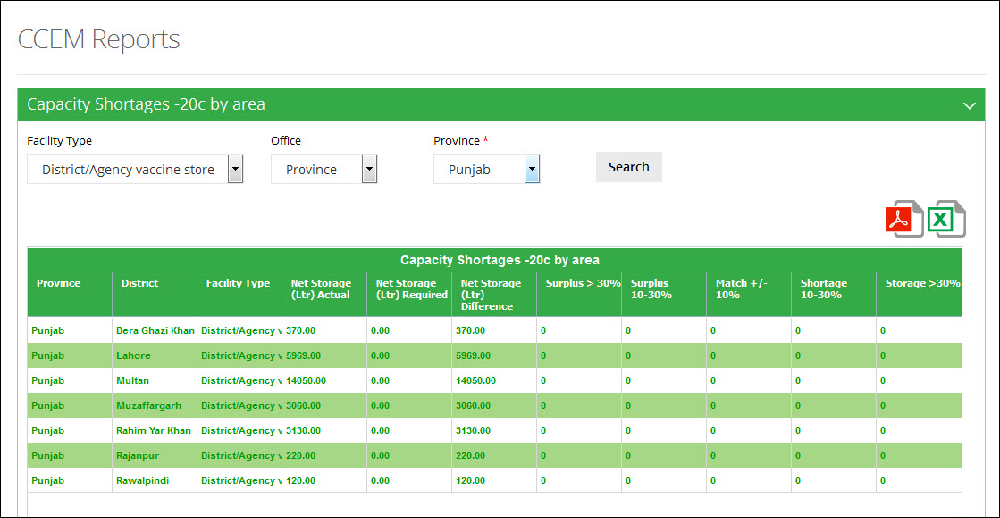 CCEM Reports
Capacity Shortages -20c by area
Facility Type Office Province *
District/Agency vaccine store Province Punjab Search
Capacity Shortages -20c by area
Province District Facility Type Net Storage (Ltr) Actual Net Storage (Ltr) Required Net Storage (Ltr) Difference Surplus > 30% Surplus 10-30% Match +/- 10% Shortage 10-30% Storage >30%
Punjab Dera Ghazi Khan District/Agency v 370.00 0.00 370.00 0 0 0 0 0
Punjab Lahore District/Agency v 5969.00 0.00 5969.00 0 0 0 0 0
Punjab Multan District/Agency v 14050.00 0.00 14050.00 0 0 0 0 0
Punjab Muzaffargarh District/Agency v 3060.00 0.00 3060.00 0 0 0 0 0
Punjab Rahim Yar Khan District/Agency v 3130.00 0.00 3130.00 0 0 0 0 0
Punjab Rajanpur District/Agency v 220.00 0.00 220.00 0 0 0 0 0
Punjab Rawalpindi District/Agency v 120.00 0.00 120.00 0 0 0 0 0